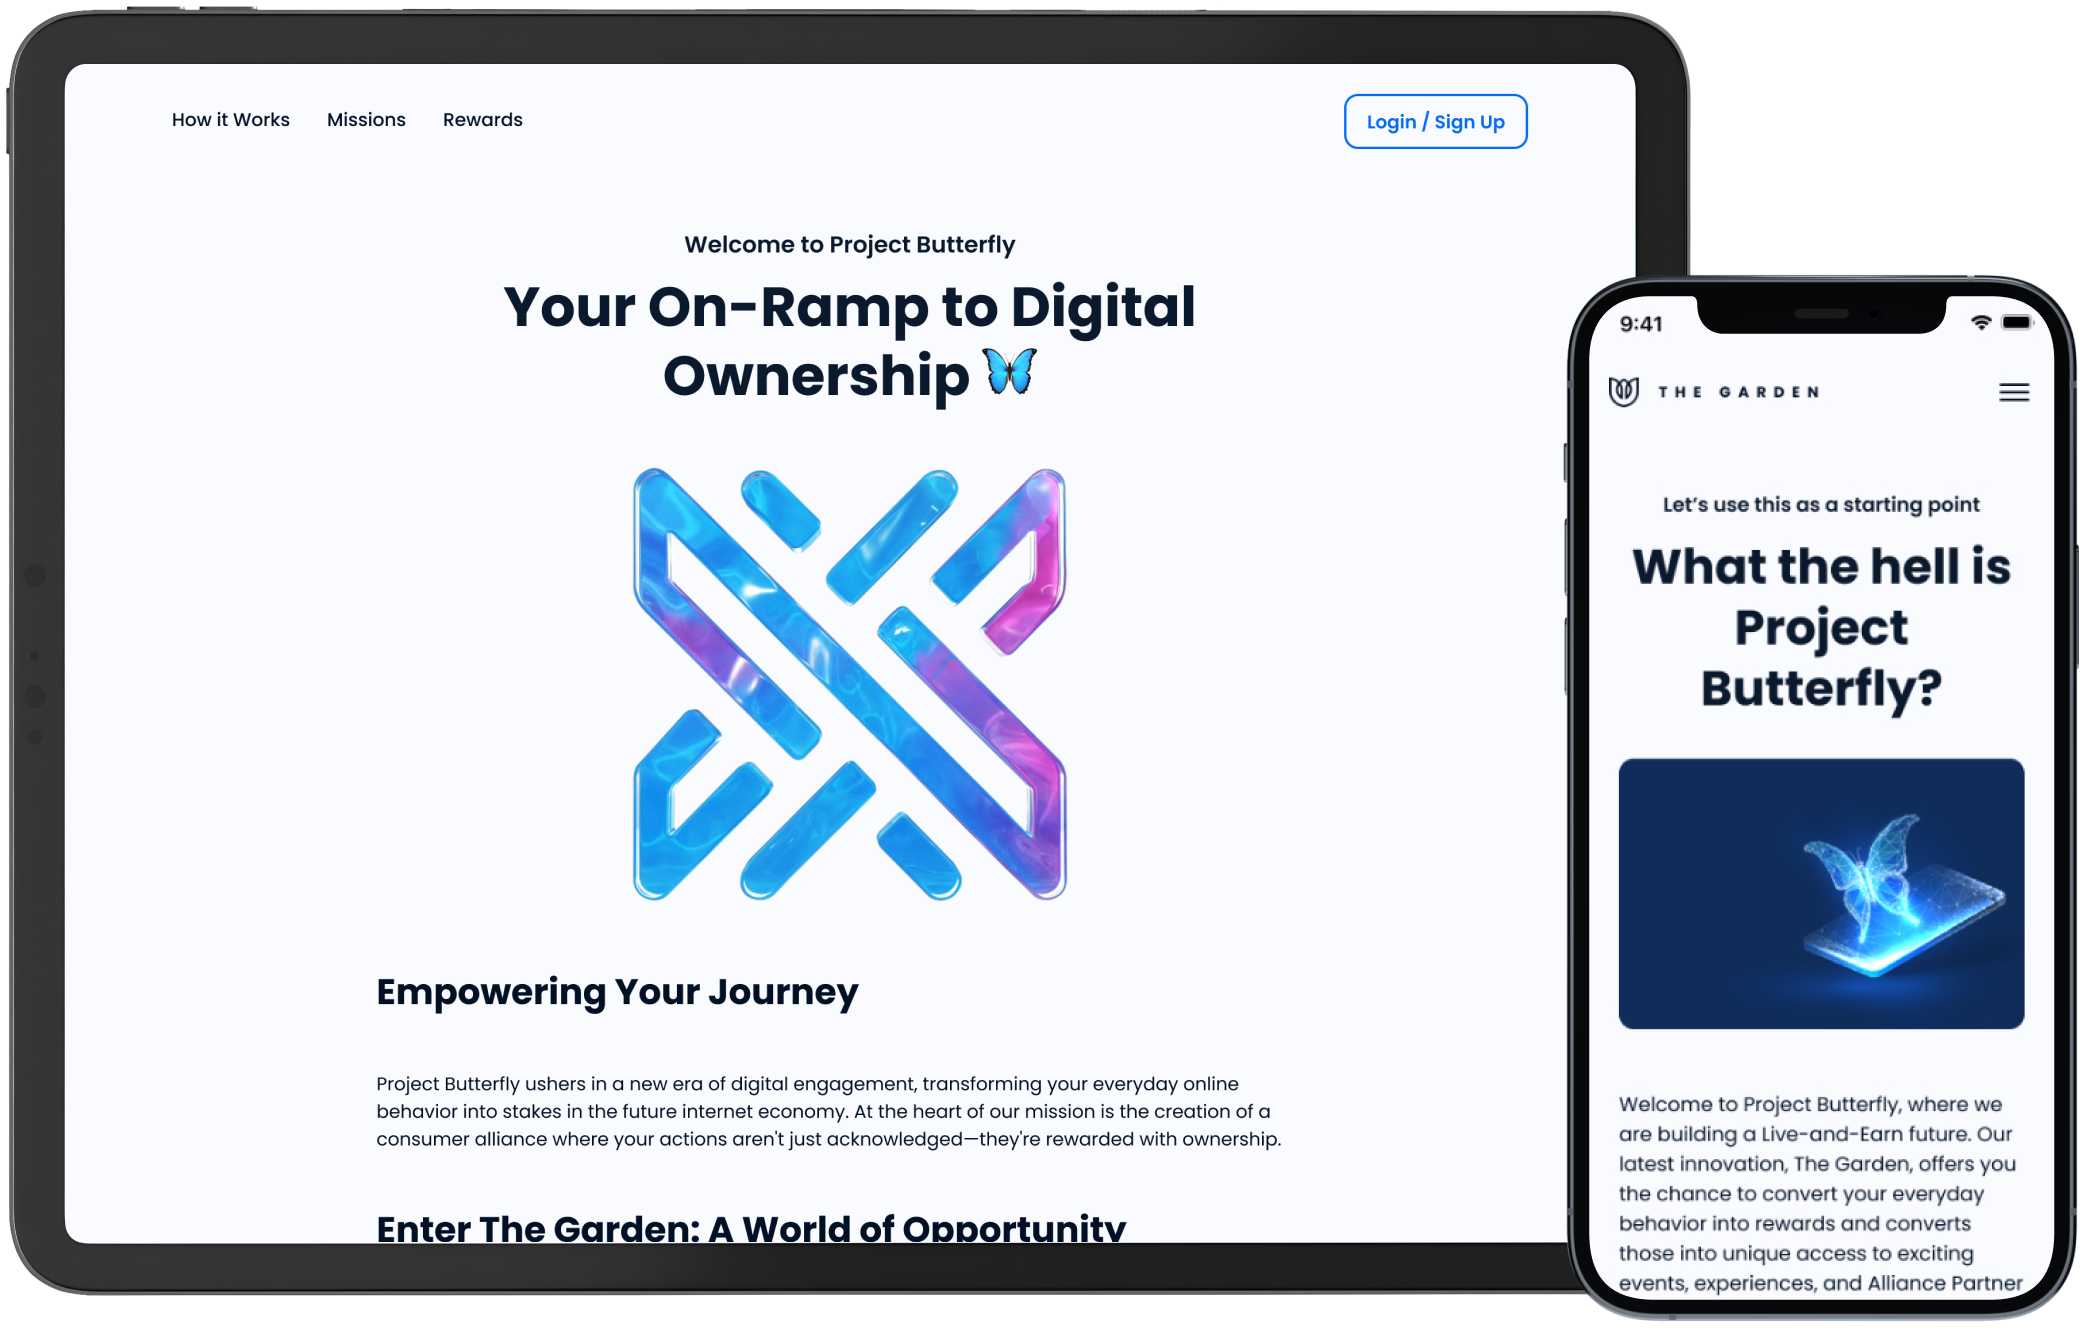 How it Works Missions Rewards Login / Sign Up
Welcome to Project Butterfly
Your On-Ramp to Digital
Ownership 🦋
Empowering Your Journey
Project Butterfly ushers in a new era of digital engagement, transforming your everyday online
behavior into stakes in the future internet economy. At the heart of our mission is the creation of a
consumer alliance where your actions aren't just acknowledged—they're rewarded with ownership.
Enter The Garden: A World of Opportunity
9:41
THE GARDEN
Let’s use this as a starting point
What the hell is
Project
Butterfly?
Welcome to Project Butterfly, where we
are building a Live-and-Earn future. Our
latest innovation, The Garden, offers you
the chance to convert your everyday
behavior into rewards and converts
those into unique access to exciting
events, experiences, and Alliance Partner